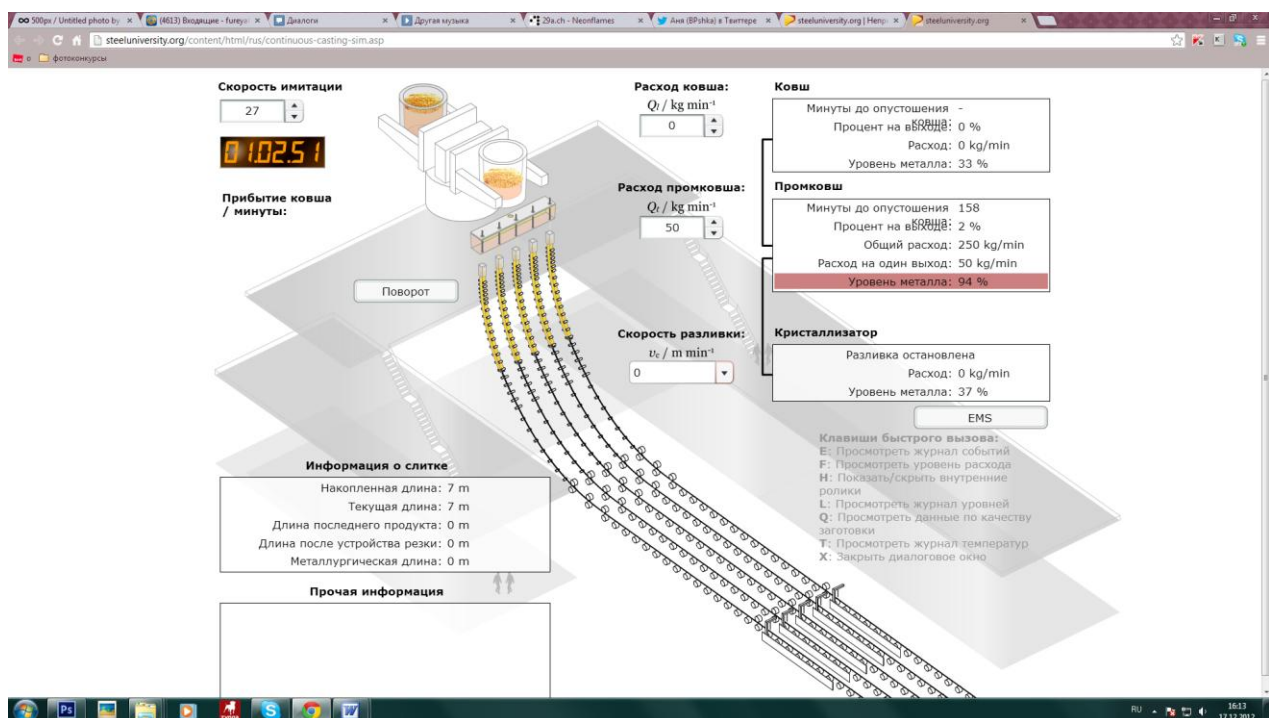 500px / Untitled photo by
(4613) Входящие - fureya
Диалоги
Другая музыка
29a.ch - Neonflames
Аня (BPshka) в Твиттере
steeluniversity.org | Непр
steeluniversity.org
steeluniversity.org/content/html/rus/continuous-casting-sim.asp
о фотоконкурсы
Скорость имитации
27
01.02.51
Прибытие ковша
/ минуты:
Поворот
Расход ковша:
Ql / kg min⁻¹
0
Расход промковша:
Qt / kg min⁻¹
50
Скорость разливки:
vc / m min⁻¹
0
Ковш
Минуты до опустошения -
ковша:
Процент на выходе: 0 %
Расход: 0 kg/min
Уровень металла: 33 %
Промковш
Минуты до опустошения 158
ковша:
Процент на выходе: 2 %
Общий расход: 250 kg/min
Расход на один выход: 50 kg/min
Уровень металла: 94 %
Кристаллизатор
Разливка остановлена
Расход: 0 kg/min
Уровень металла: 37 %
EMS
Клавиши быстрого вызова:
E: Просмотреть журнал событий
F: Просмотреть уровень расхода
H: Показать/скрыть внутренние
ролики
L: Просмотреть журнал уровней
Q: Просмотреть данные по качеству
заготовки
T: Просмотреть журнал температур
X: Закрыть диалоговое окно
Информация о слитке
Накопленная длина: 7 m
Текущая длина: 7 m
Длина последнего продукта: 0 m
Длина после устройства резки: 0 m
Металлургическая длина: 0 m
Прочая информация
Ps
RU
16:13
17.12.2012